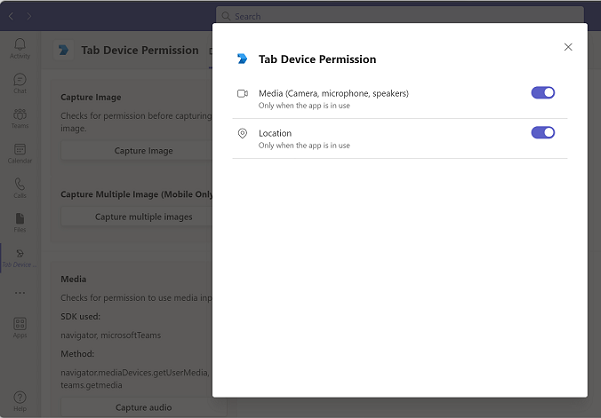 Search
Activity
Chat
Teams
Calendar
Calls
Files
Tab Device...
Apps
Help
Tab Device Permission
Capture Image
Checks for permission before capturing
image.
Capture Image
Capture Multiple Image (Mobile Only
Capture multiple images
Media
Checks for permission to use media inp
SDK used:
navigator, microsoftTeams
Method:
navigator.mediaDevices.getUserMedia,
teams.getmedia
Capture audio
Tab Device Permission
Media (Camera, microphone, speakers)
Only when the app is in use
Location
Only when the app is in use